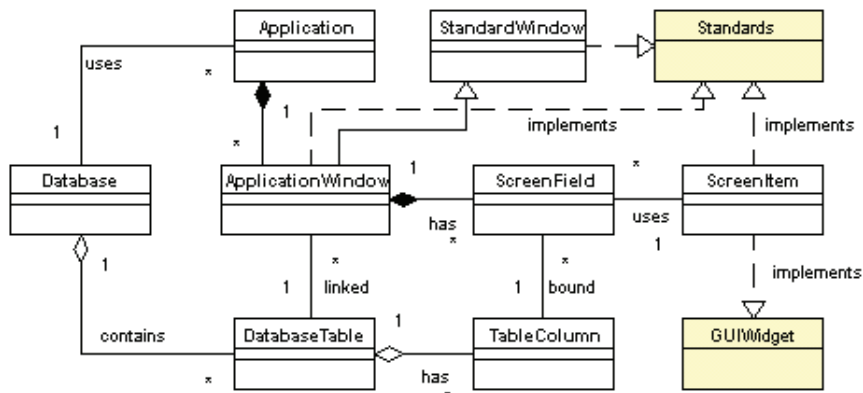 Application
StandardWindow
Standards
uses
*
1
1
*
implements
implements
Database
ApplicationWindow
1
ScreenField
*
ScreenItem
has
*
uses
1
1
*
1
linked
*
1
bound
implements
contains
*
DatabaseTable
1
TableColumn
GUIWidget
has